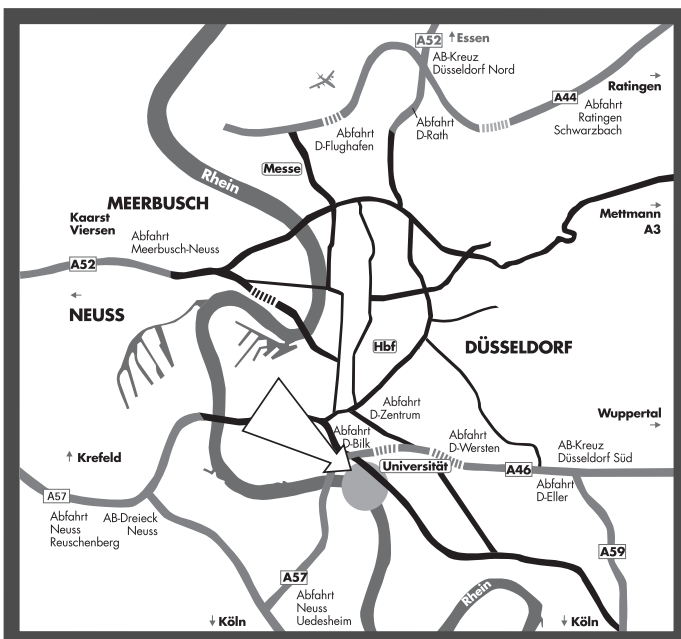 A52
Essen
AB-Kreuz
Düsseldorf Nord
Ratingen
A44
Abfahrt
Ratingen
Schwarzbach
Abfahrt
D-Rath
Abfahrt
D-Flughafen
Messe
Rhein
MEERBUSCH
Kaarst
Viersen
Abfahrt
Meerbusch-Neuss
A52
Mettmann
A3
NEUSS
Hbf
DÜSSELDORF
Abfahrt
D-Zentrum
Wuppertal
Abfahrt
D-Bilk
Abfahrt
D-Wersten
AB-Kreuz
Düsseldorf Süd
Krefeld
Universität
A46
Abfahrt
D-Eller
A57
Abfahrt
Neuss
Reuschenberg
AB-Dreieck
Neuss
A59
A57
Abfahrt
Neuss
Uedesheim
Rhein
Köln
Köln